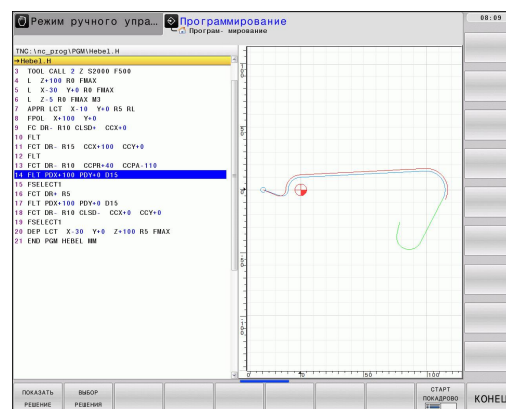 Режим ручного упра...
Программирование
Програм- мирование
08:09
TNC:\nc_prog\PGM\Hebel.H
→Hebel.H
3 TOOL CALL 2 Z S2000 F500
4 L Z+100 R0 FMAX
5 L X-30 Y+0 R0 FMAX
6 L Z-5 R0 FMAX M3
7 APPR LCT X-10 Y+0 R5 RL
8 FPOL X+100 Y+0
9 FC DR- R10 CLSD+ CCX+0
10 FLT
11 FCT DR- R15 CCX+100 CCY+0
12 FLT
13 FCT DR- R10 CCPR+40 CCPA-110
14 FLT PDX+100 PDY+0 D15
15 FSELECT1
16 FCT DR+ R5
17 FLT PDX+100 PDY+0 D15
18 FCT DR- R10 CLSD- CCX+0 CCY+0
19 FSELECT1
20 DEP LCT X-30 Y+0 Z+100 R5 FMAX
21 END PGM HEBEL MM
ПОКАЗАТЬ РЕШЕНИЕ
ВЫБОР РЕШЕНИЯ
СТАРТ ПОКАДРОВО
КОНЕЦ